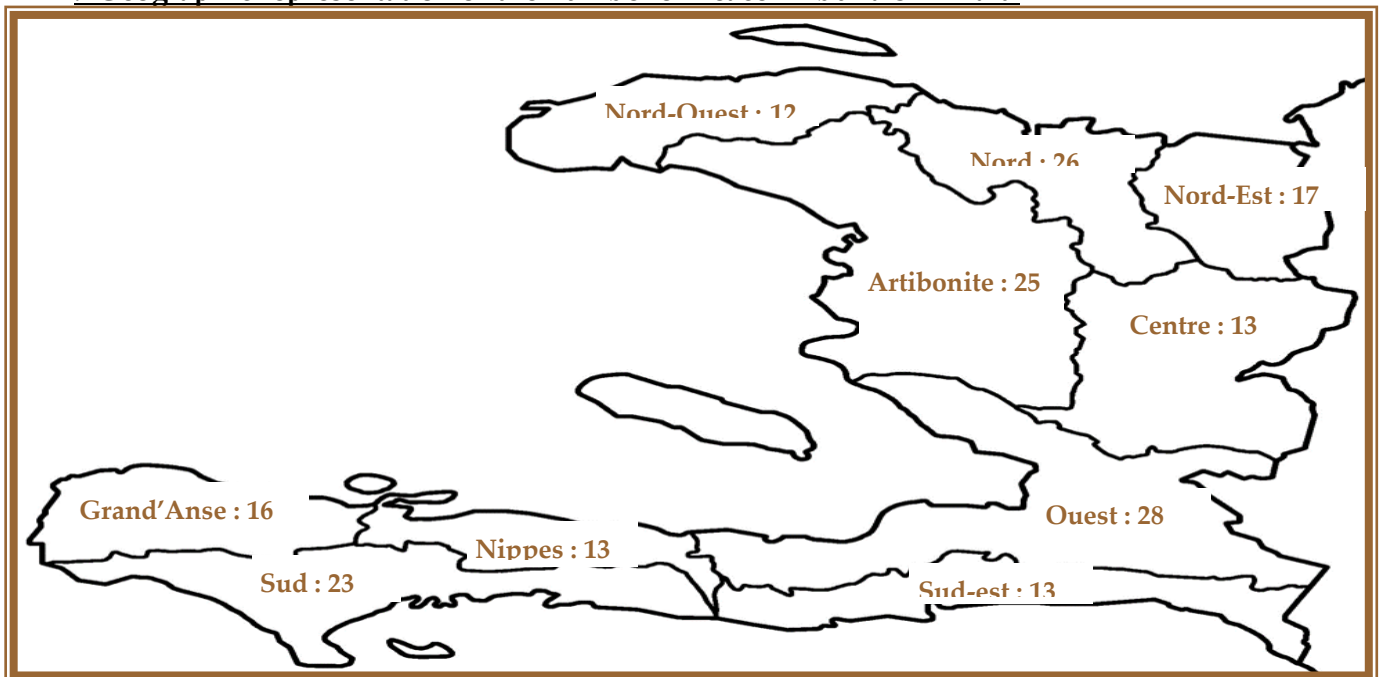 Nord-Ouest : 12
Nord : 26
Nord-Est : 17
Artibonite : 25
Centre : 13
Grand’Anse : 16
Ouest : 28
Nippes : 13
Sud : 23
Sud-est : 13